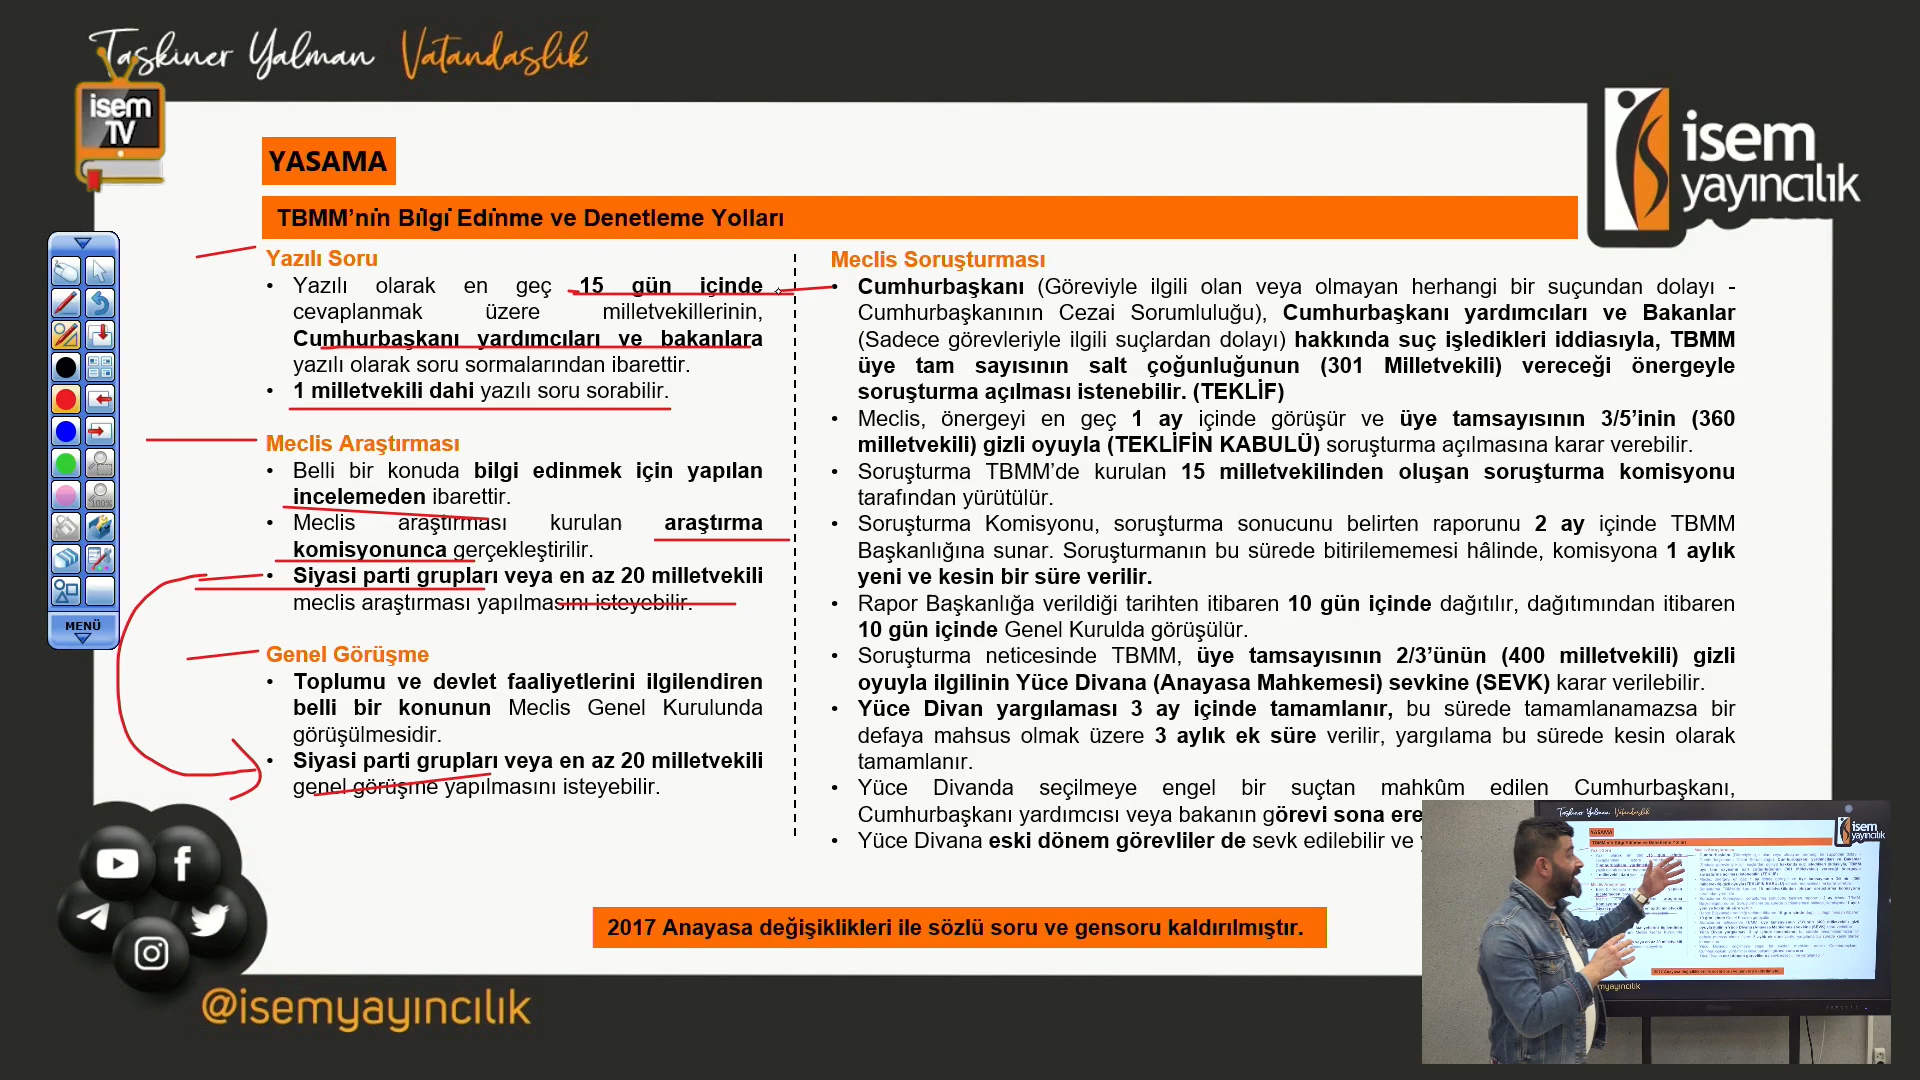 Taşkıner Yalman Vatandaşlık
isem
TV
isem
yayıncılık
YASAMA
TBMM’nin Bilgi Edinme ve Denetleme Yolları
Yazılı Soru
• Yazılı olarak en geç 15 gün içinde
cevaplanmak üzere milletvekillerinin,
Cumhurbaşkanı yardımcıları ve bakanlara
yazılı olarak soru sormalarından ibarettir.
• 1 milletvekili dahi yazılı soru sorabilir.
Meclis Araştırması
• Belli bir konuda bilgi edinmek için yapılan
incelemeden ibarettir.
• Meclis araştırması kurulan araştırma
komisyonunca gerçekleştirilir.
• Siyasi parti grupları veya en az 20 milletvekili
meclis araştırması yapılmasını isteyebilir.
Genel Görüşme
• Toplumu ve devlet faaliyetlerini ilgilendiren
belli bir konunun Meclis Genel Kurulunda
görüşülmesidir.
• Siyasi parti grupları veya en az 20 milletvekili
genel görüşme yapılmasını isteyebilir.
Meclis Soruşturması
• Cumhurbaşkanı (Göreviyle ilgili olan veya olmayan herhangi bir suçundan dolayı -
Cumhurbaşkanının Cezai Sorumluluğu), Cumhurbaşkanı yardımcıları ve Bakanlar
(Sadece görevleriyle ilgili suçlardan dolayı) hakkında suç işledikleri iddiasıyla, TBMM
üye tam sayısının salt çoğunluğunun (301 Milletvekili) vereceği önergeyle
soruşturma açılması istenebilir. (TEKLİF)
• Meclis, önergeyi en geç 1 ay içinde görüşür ve üye tamsayısının 3/5’inin (360
milletvekili) gizli oyuyla (TEKLİFİN KABULÜ) soruşturma açılmasına karar verebilir.
• Soruşturma TBMM’de kurulan 15 milletvekilinden oluşan soruşturma komisyonu
tarafından yürütülür.
• Soruşturma Komisyonu, soruşturma sonucunu belirten raporunu 2 ay içinde TBMM
Başkanlığına sunar. Soruşturmanın bu sürede bitirilememesi hâlinde, komisyona 1 aylık
yeni ve kesin bir süre verilir.
• Rapor Başkanlığa verildiği tarihten itibaren 10 gün içinde dağıtılır, dağıtımından itibaren
10 gün içinde Genel Kurulda görüşülür.
• Soruşturma neticesinde TBMM, üye tamsayısının 2/3’ünün (400 milletvekili) gizli
oyuyla ilgilinin Yüce Divana (Anayasa Mahkemesi) sevkine (SEVK) karar verilebilir.
• Yüce Divan yargılaması 3 ay içinde tamamlanır, bu sürede tamamlanamazsa bir
defaya mahsus olmak üzere 3 aylık ek süre verilir, yargılama bu sürede kesin olarak
tamamlanır.
• Yüce Divanda seçilmeye engel bir suçtan mahkûm edilen Cumhurbaşkanı,
Cumhurbaşkanı yardımcısı veya bakanın görevi sona ere
• Yüce Divana eski dönem görevliler de sevk edilebilir ve
2017 Anayasa değişiklikleri ile sözlü soru ve gensoru kaldırılmıştır.
MENÜ
100%
@isemyayıncılık